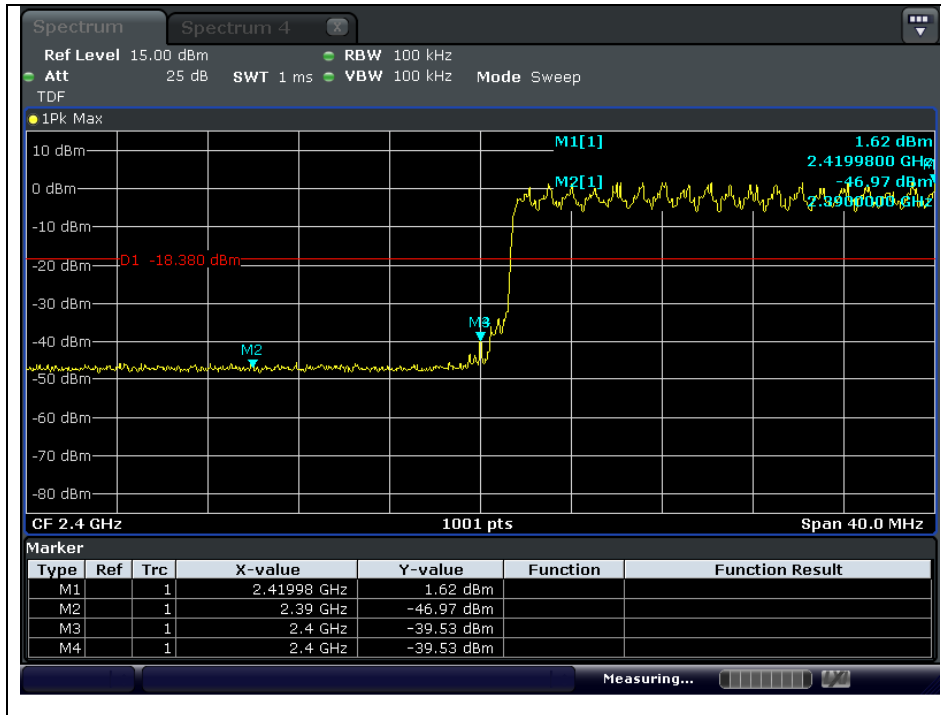 Spectrum Spectrum 4 X
Ref Level 15.00 dBm RBW 100 kHz
Att 25 dB SWT 1 ms VBW 100 kHz Mode Sweep
TDF
1Pk Max
M1[1] 1.62 dBm
10 dBm
2.4199800 GHz
M2[1] -46.97 dBm
0 dBm
2.3900000 GHz
-10 dBm
D1 -18.380 dBm
-20 dBm
-30 dBm
M3
-40 dBm
M2
-50 dBm
-60 dBm
-70 dBm
-80 dBm
CF 2.4 GHz 1001 pts Span 40.0 MHz
Marker
Type Ref Trc X-value Y-value Function Function Result
M1 1 2.41998 GHz 1.62 dBm
M2 1 2.39 GHz -46.97 dBm
M3 1 2.4 GHz -39.53 dBm
M4 1 2.4 GHz -39.53 dBm
Measuring...